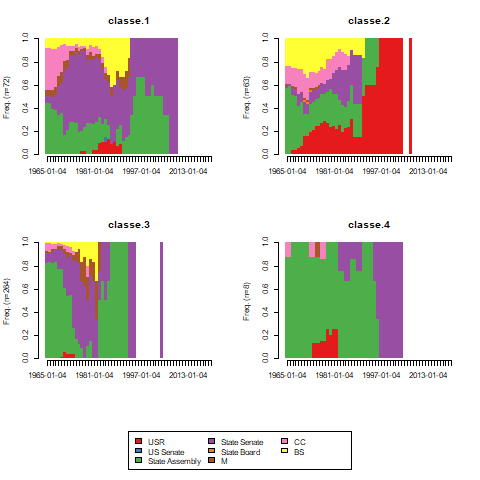 classe.1
1.0
0.8
0.6
0.4
0.2
0.0
Freq. (n=72)
1965-01-04 1981-01-04 1997-01-04 2013-01-04
classe.2
1.0
0.8
0.6
0.4
0.2
0.0
Freq. (n=63)
1965-01-04 1981-01-04 1997-01-04 2013-01-04
classe.3
1.0
0.8
0.6
0.4
0.2
0.0
Freq. (n=264)
1965-01-04 1981-01-04 1997-01-04 2013-01-04
classe.4
1.0
0.8
0.6
0.4
0.2
0.0
Freq. (n=8)
1965-01-04 1981-01-04 1997-01-04 2013-01-04
USR State Senate CC
US Senate State Board BS
State Assembly M